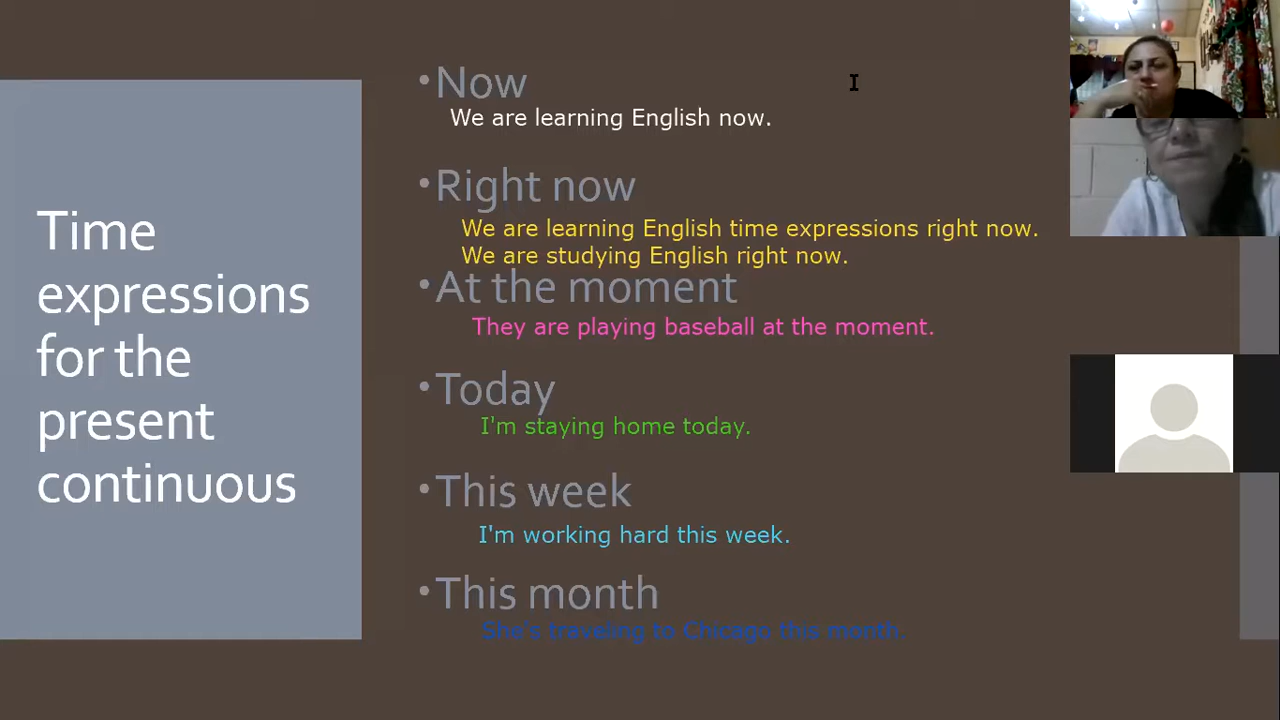 Time
expressions
for the
present
continuous
•Now
We are learning English now.
•Right now
We are learning English time expressions right now.
We are studying English right now.
•At the moment
They are playing baseball at the moment.
•Today
I'm staying home today.
•This week
I'm working hard this week.
•This month
She's traveling to Chicago this month.